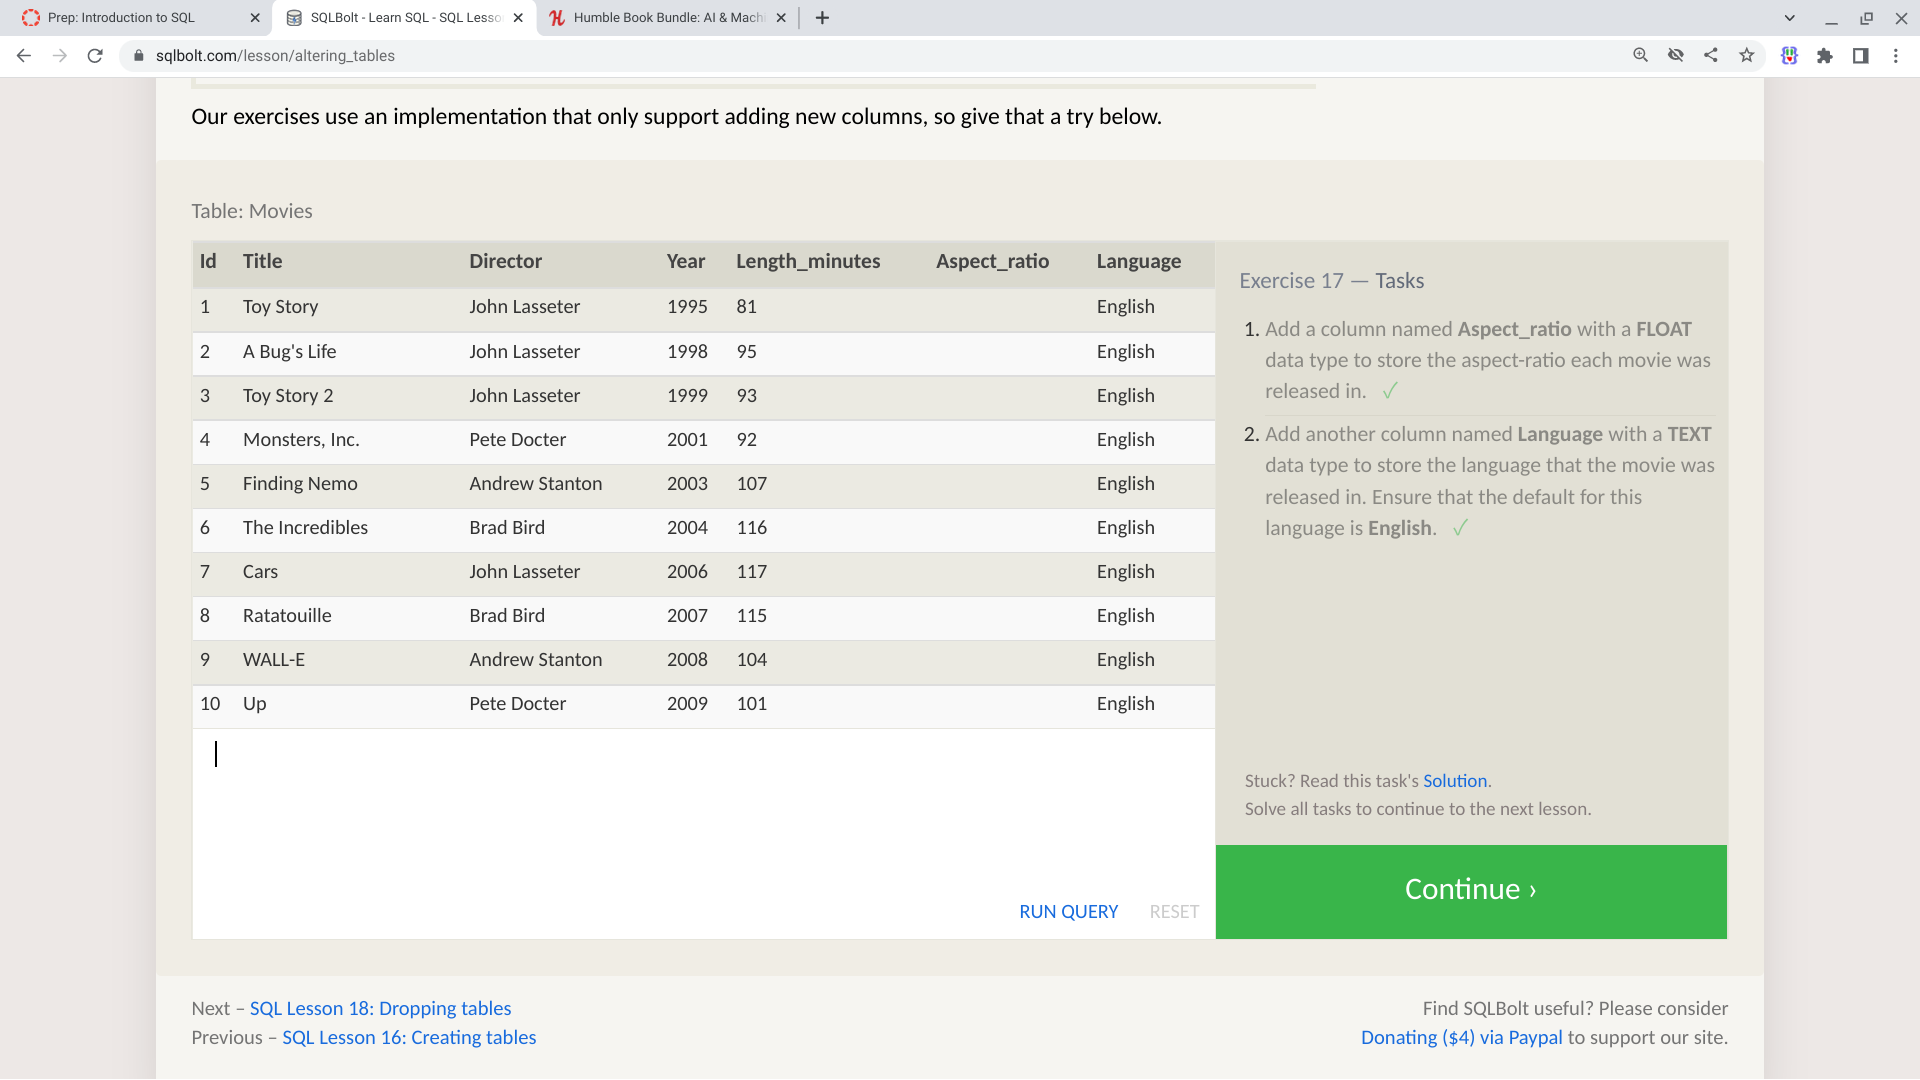 Prep: Introduction to SQL
SQLBolt - Learn SQL - SQL Lesso
Humble Book Bundle: AI & Machi
sqlbolt.com/lesson/altering_tables
Our exercises use an implementation that only support adding new columns, so give that a try below.
Table: Movies
Id Title Director Year Length_minutes Aspect_ratio Language
1 Toy Story John Lasseter 1995 81 English
2 A Bug's Life John Lasseter 1998 95 English
3 Toy Story 2 John Lasseter 1999 93 English
4 Monsters, Inc. Pete Docter 2001 92 English
5 Finding Nemo Andrew Stanton 2003 107 English
6 The Incredibles Brad Bird 2004 116 English
7 Cars John Lasseter 2006 117 English
8 Ratatouille Brad Bird 2007 115 English
9 WALL-E Andrew Stanton 2008 104 English
10 Up Pete Docter 2009 101 English
RUN QUERY RESET
Exercise 17 — Tasks
1. Add a column named Aspect_ratio with a FLOAT
data type to store the aspect-ratio each movie was
released in. ✓
2. Add another column named Language with a TEXT
data type to store the language that the movie was
released in. Ensure that the default for this
language is English. ✓
Stuck? Read this task's Solution.
Solve all tasks to continue to the next lesson.
Continue ›
Next – SQL Lesson 18: Dropping tables
Previous – SQL Lesson 16: Creating tables
Find SQLBolt useful? Please consider
Donating ($4) via Paypal to support our site.